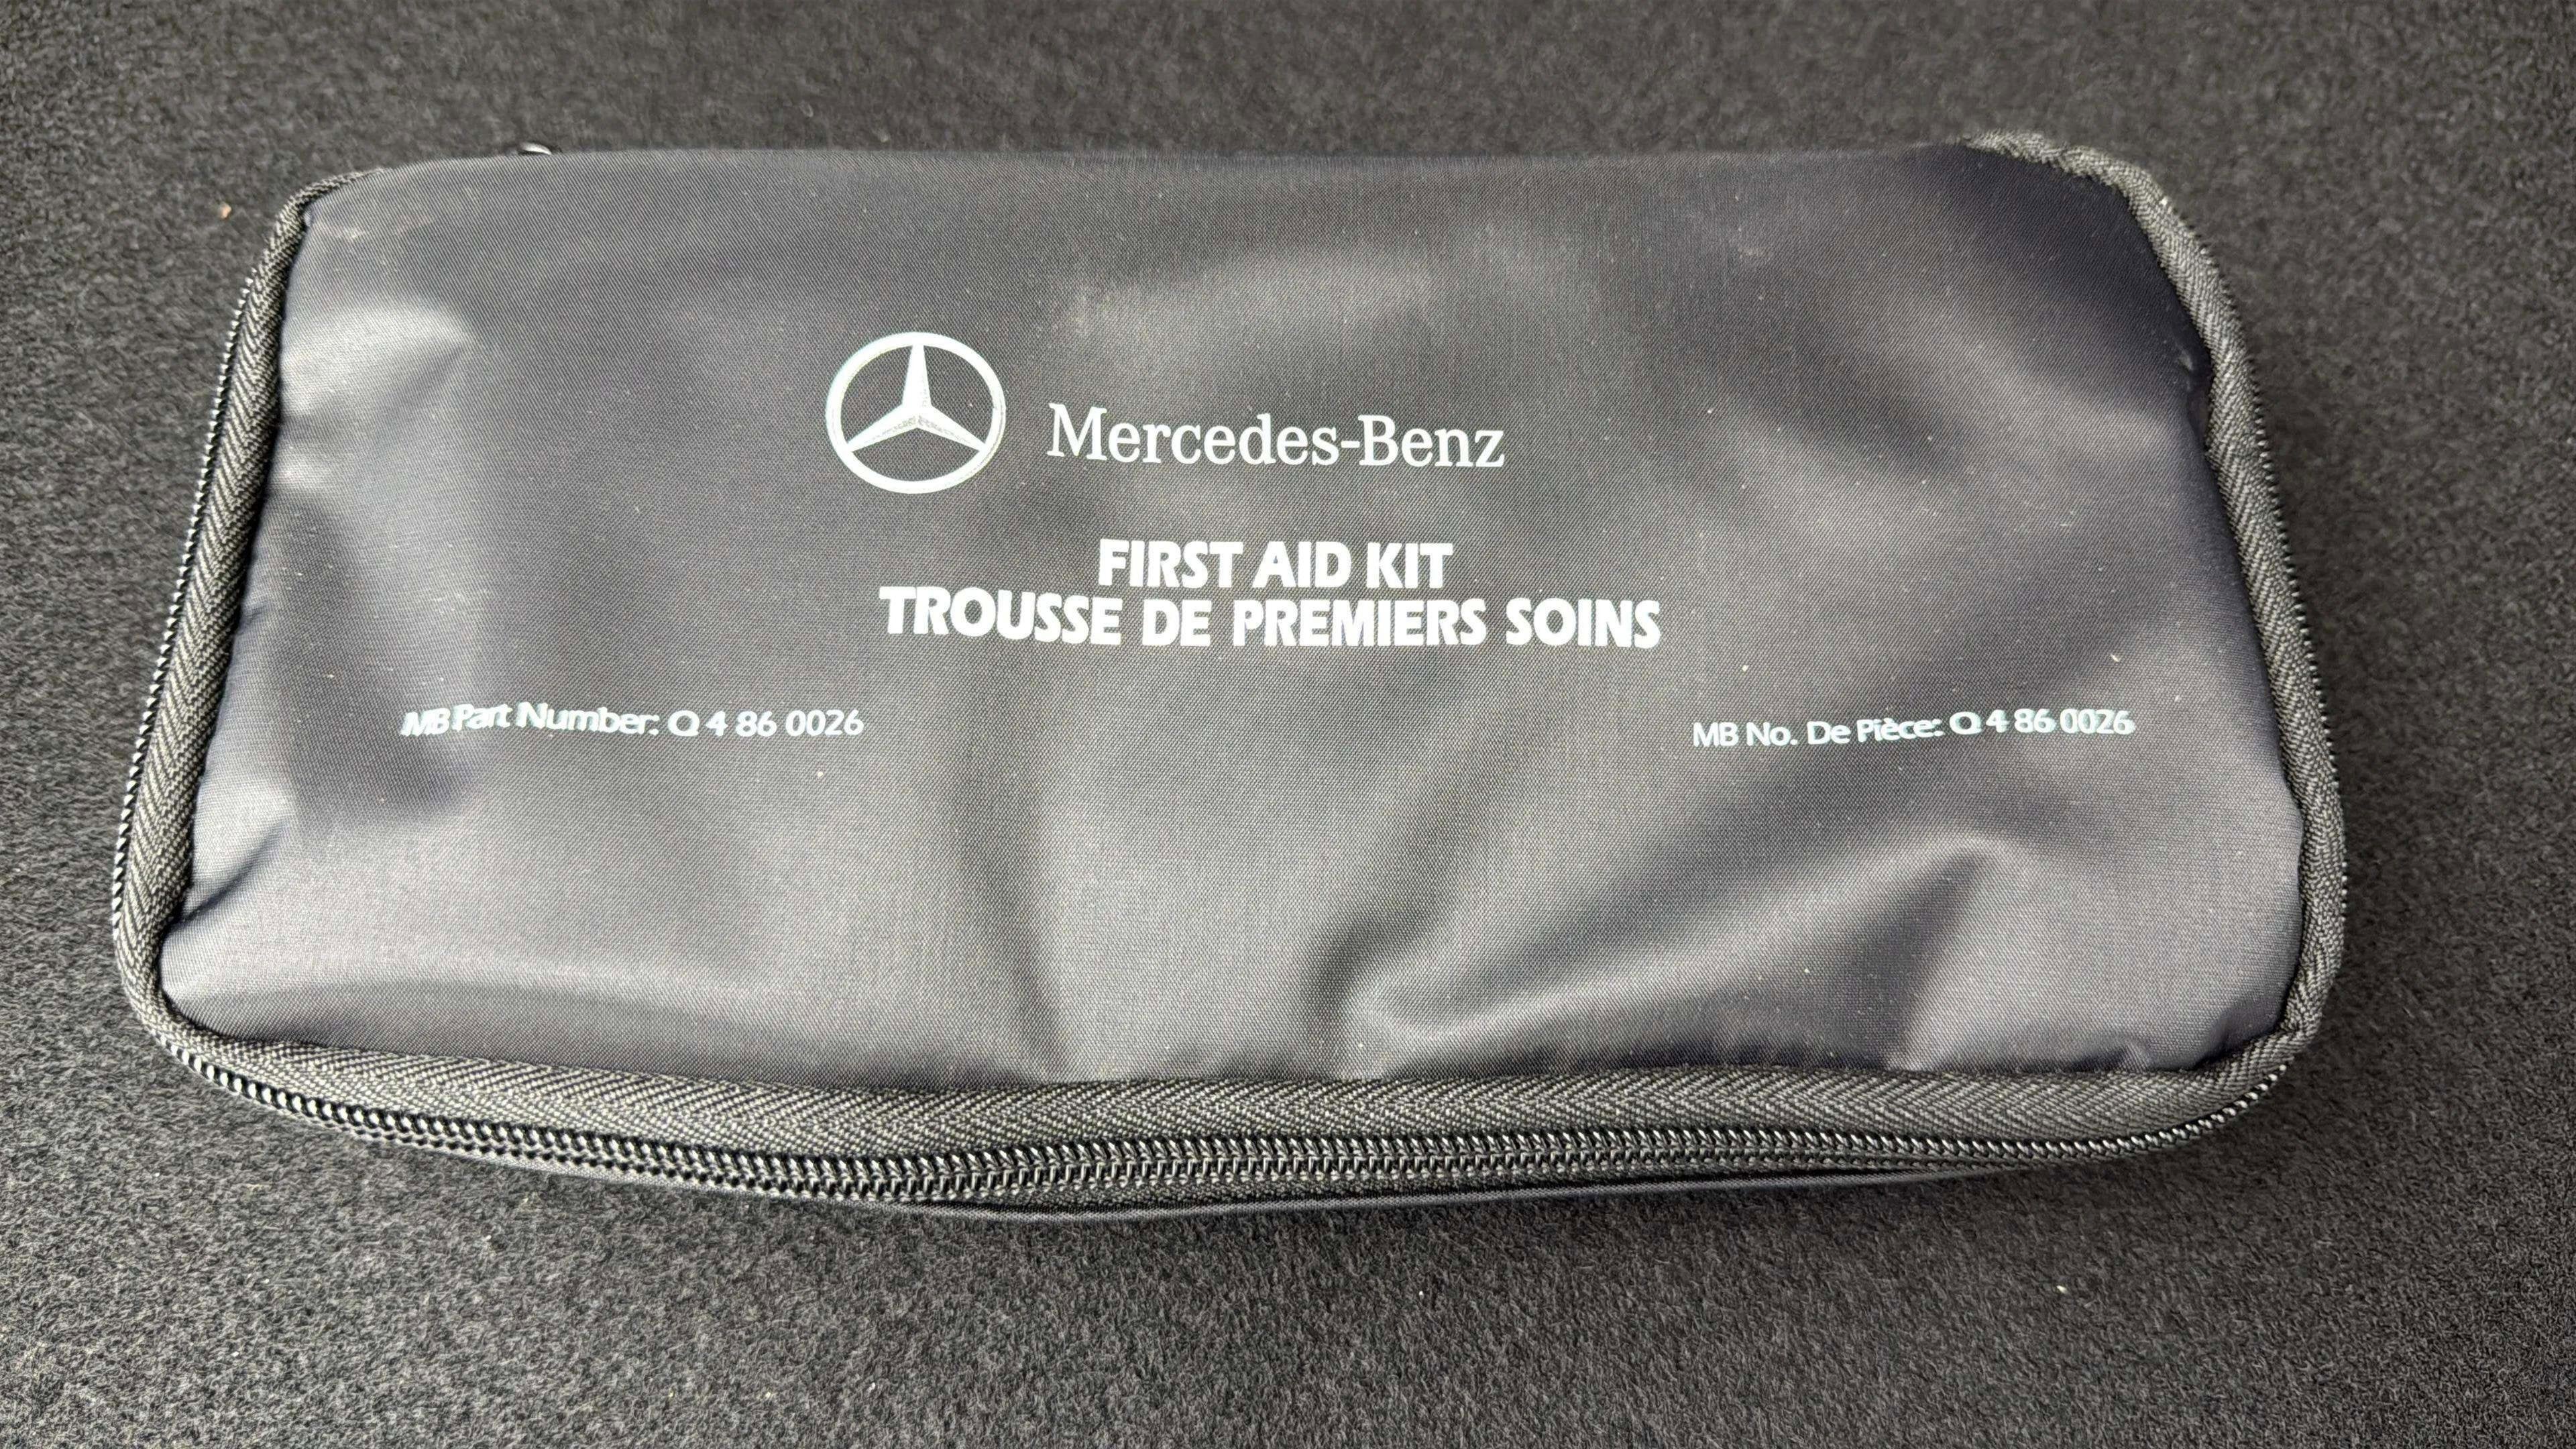 Mercedes-Benz
FIRST AID KIT
TROUSSE DE PREMIERS SOINS
MB Part Number: Q 4 86 0026
MB No. De Pièce: Q 4 86 0026